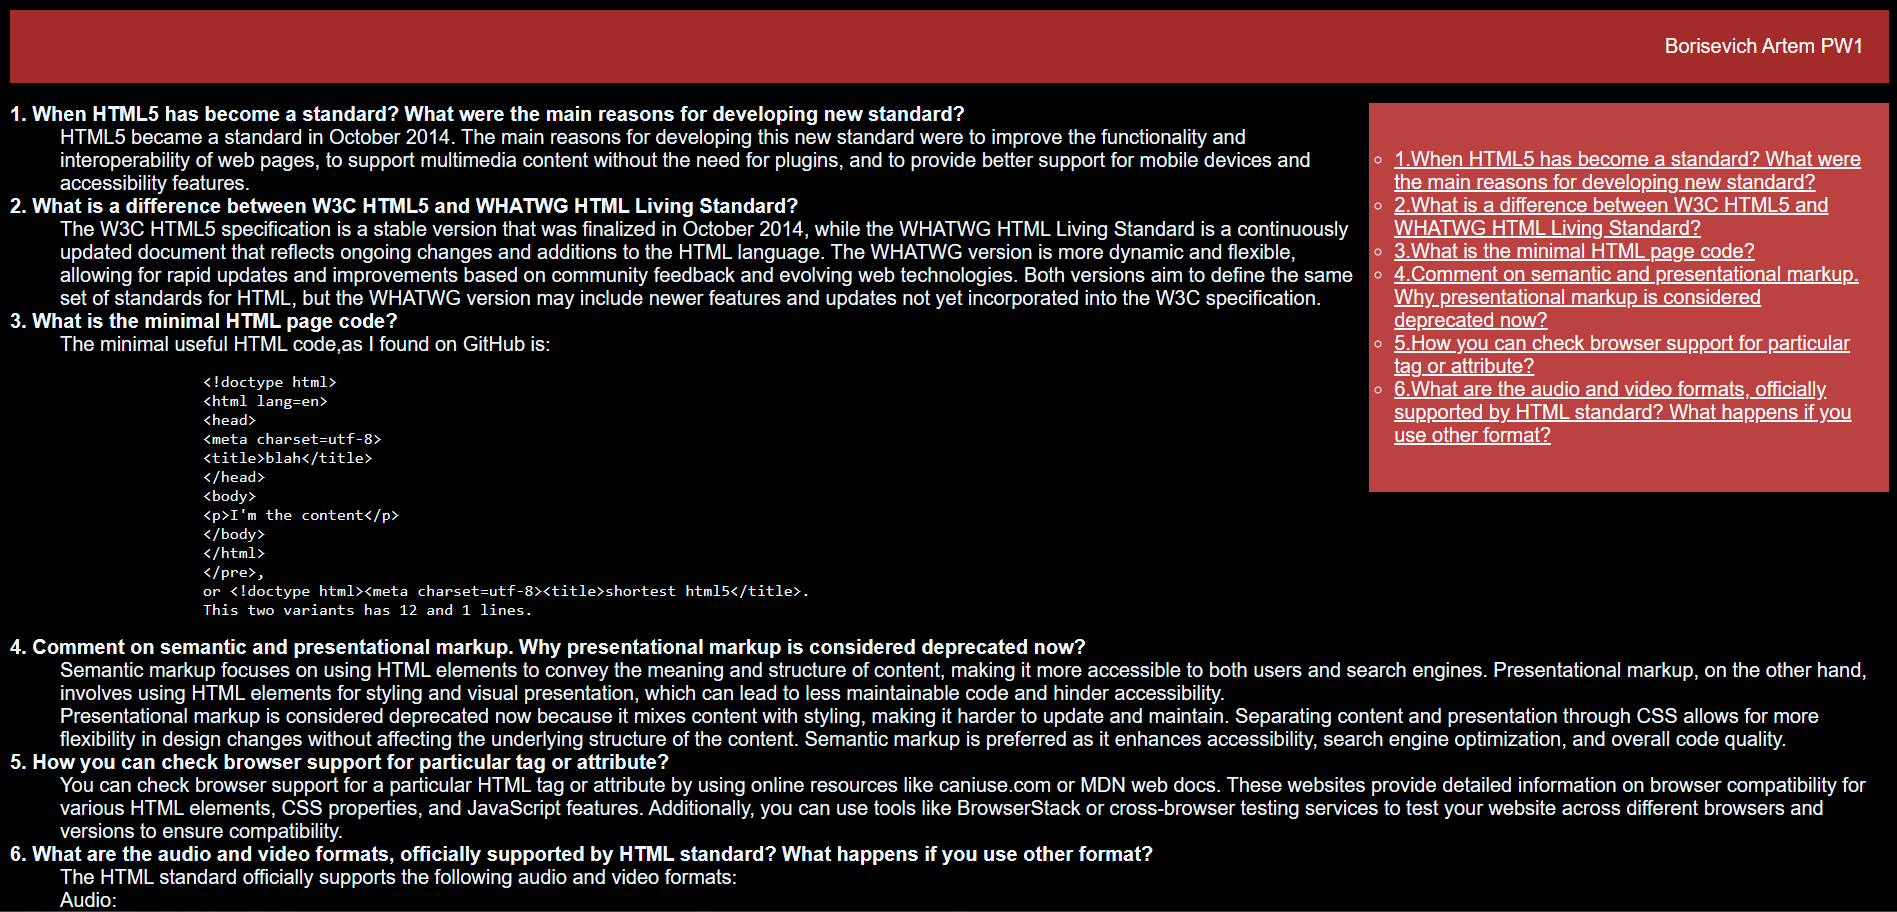 Borisevich Artem PW1
1. When HTML5 has become a standard? What were the main reasons for developing new standard?
HTML5 became a standard in October 2014. The main reasons for developing this new standard were to improve the functionality and
interoperability of web pages, to support multimedia content without the need for plugins, and to provide better support for mobile devices and
accessibility features.
2. What is a difference between W3C HTML5 and WHATWG HTML Living Standard?
The W3C HTML5 specification is a stable version that was finalized in October 2014, while the WHATWG HTML Living Standard is a continuously
updated document that reflects ongoing changes and additions to the HTML language. The WHATWG version is more dynamic and flexible,
allowing for rapid updates and improvements based on community feedback and evolving web technologies. Both versions aim to define the same
set of standards for HTML, but the WHATWG version may include newer features and updates not yet incorporated into the W3C specification.
3. What is the minimal HTML page code?
The minimal useful HTML code,as I found on GitHub is:
<!doctype html>
<html lang=en>
<head>
<meta charset=utf-8>
<title>blah</title>
</head>
<body>
<p>I'm the content</p>
</body>
</html>
</pre>,
or <!doctype html><meta charset=utf-8><title>shortest html5</title>.
This two variants has 12 and 1 lines.
1.When HTML5 has become a standard? What were
the main reasons for developing new standard?
2.What is a difference between W3C HTML5 and
WHATWG HTML Living Standard?
3.What is the minimal HTML page code?
4.Comment on semantic and presentational markup.
Why presentational markup is considered
deprecated now?
5.How you can check browser support for particular
tag or attribute?
6.What are the audio and video formats, officially
supported by HTML standard? What happens if you
use other format?
4. Comment on semantic and presentational markup. Why presentational markup is considered deprecated now?
Semantic markup focuses on using HTML elements to convey the meaning and structure of content, making it more accessible to both users and search engines. Presentational markup, on the other hand,
involves using HTML elements for styling and visual presentation, which can lead to less maintainable code and hinder accessibility.
Presentational markup is considered deprecated now because it mixes content with styling, making it harder to update and maintain. Separating content and presentation through CSS allows for more
flexibility in design changes without affecting the underlying structure of the content. Semantic markup is preferred as it enhances accessibility, search engine optimization, and overall code quality.
5. How you can check browser support for particular tag or attribute?
You can check browser support for a particular HTML tag or attribute by using online resources like caniuse.com or MDN web docs. These websites provide detailed information on browser compatibility for
various HTML elements, CSS properties, and JavaScript features. Additionally, you can use tools like BrowserStack or cross-browser testing services to test your website across different browsers and
versions to ensure compatibility.
6. What are the audio and video formats, officially supported by HTML standard? What happens if you use other format?
The HTML standard officially supports the following audio and video formats:
Audio: